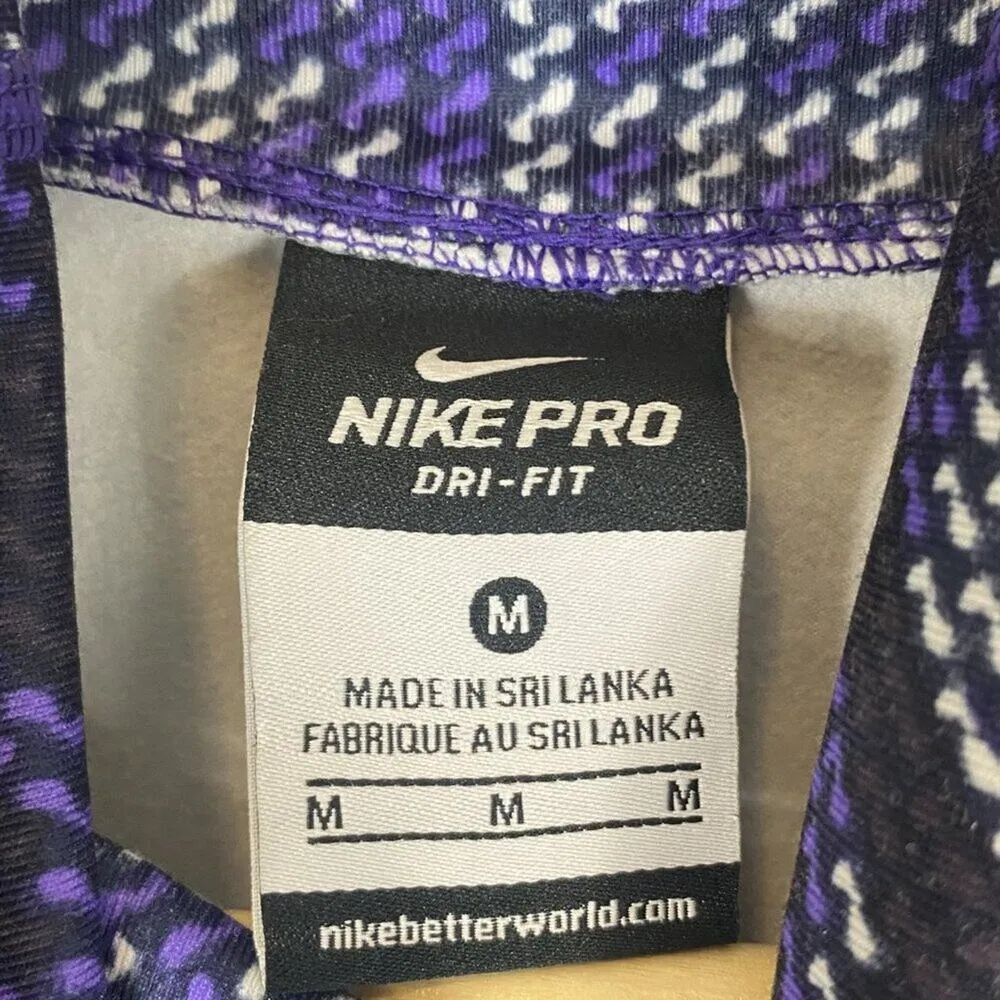 NIKE PRO
DRI-FIT
M
MADE IN SRI LANKA
FABRIQUE AU SRI LANKA
M M M
nikebetterworld.com